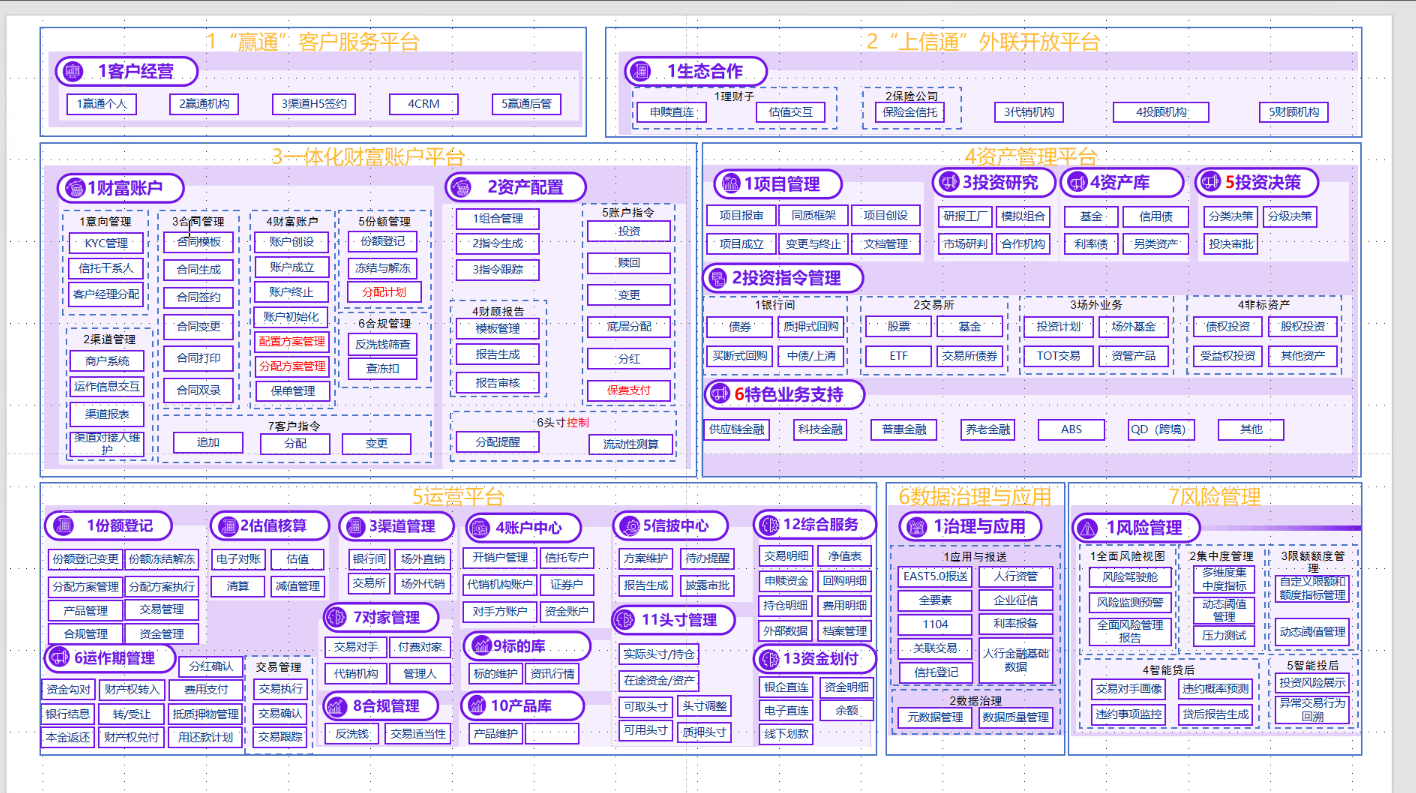 1“赢通”客户服务平台
1客户经营
1赢通个人
2赢通机构
3渠道H5签约
4CRM
5赢通后管
2“上信通”外联开放平台
1生态合作
1理财子
申赎直连
估值交互
2保险公司
保险金信托
3代销机构
4投顾机构
5财顾机构
3一体化财富账户平台
1财富账户
1意向管理
KYC管理
信托干系人
客户经理分配
2渠道管理
商户系统
运作信息交互
渠道报表
渠道对接人维
护
3合同管理
合同模板
合同生成
合同签约
合同变更
合同打印
合同双录
4财富账户
账户创设
账户成立
账户终止
账户初始化
配置方案管理
分配方案管理
保单管理
5份额管理
份额登记
冻结与解冻
分配计划
6合规管理
反洗钱筛查
查冻扣
7客户指令
追加
分配
变更
2资产配置
1组合管理
2指令生成
3指令跟踪
4财顾报告
模板管理
报告生成
报告审核
5账户指令
投资
赎回
变更
底层分配
分红
保费支付
6头寸控制
分配提醒
流动性测算
4资产管理平台
1项目管理
项目报审
同质框架
项目创设
项目成立
变更与终止
文档管理
3投资研究
研报工厂
模拟组合
市场研判
合作机构
4资产库
基金
信用债
利率债
另类资产
5投资决策
分类决策
分级决策
投决审批
2投资指令管理
1银行间
债券
质押式回购
买断式回购
中债/上清
2交易所
股票
基金
ETF
交易所债券
3场外业务
投资计划
场外基金
TOT交易
资管产品
4非标资产
债权投资
股权投资
受益权投资
其他资产
6特色业务支持
供应链金融
科技金融
普惠金融
养老金融
ABS
QD（跨境）
其他
5运营平台
1份额登记
份额登记变更
份额冻结解冻
分配方案管理
分配方案执行
产品管理
交易管理
合规管理
资金管理
2估值核算
电子对账
估值
清算
减值管理
3渠道管理
银行间
场外直销
交易所
场外代销
4账户中心
开销户管理
信托专户
代销机构账户
证券户
对手方账户
资金账户
5信披中心
方案维护
待办提醒
报告生成
披露审批
12综合服务
交易明细
净值表
申赎资金
回购明细
持仓明细
费用明细
外部数据
档案管理
6运作期管理
分红确认
资金勾对
财产权转入
费用支付
银行结息
转/受让
抵质押物管理
本金返还
财产权兑付
用还款计划
交易管理
交易执行
交易确认
交易跟踪
7对家管理
交易对手
付费对家
代销机构
管理人
8合规管理
反洗钱
交易适当性
9标的库
标的维护
资讯行情
10产品库
产品维护
11头寸管理
实际头寸/持仓
在途资金/资产
可取头寸
头寸调整
可用头寸
质押头寸
13资金划付
银企直连
资金明细
电子直连
余额
线下划款
6数据治理与应用
1治理与应用
1应用与报送
EAST5.0报送
人行资管
全要素
企业征信
1104
利率报备
关联交易
人行金融基础
数据
信托登记
2数据治理
元数据管理
数据质量管理
7风险管理
1风险管理
1全面风险视图
风险驾驶舱
风险监测预警
全面风险管理
报告
2集中度管理
多维度集
中度指标
动态阈值
管理
压力测试
3限额额度管
理
自定义限额和
额度指标管理
动态阈值管理
4智能贷后
交易对手画像
违约概率预测
违约事项监控
贷后报告生成
5智能投后
投资风险展示
异常交易行为
回溯